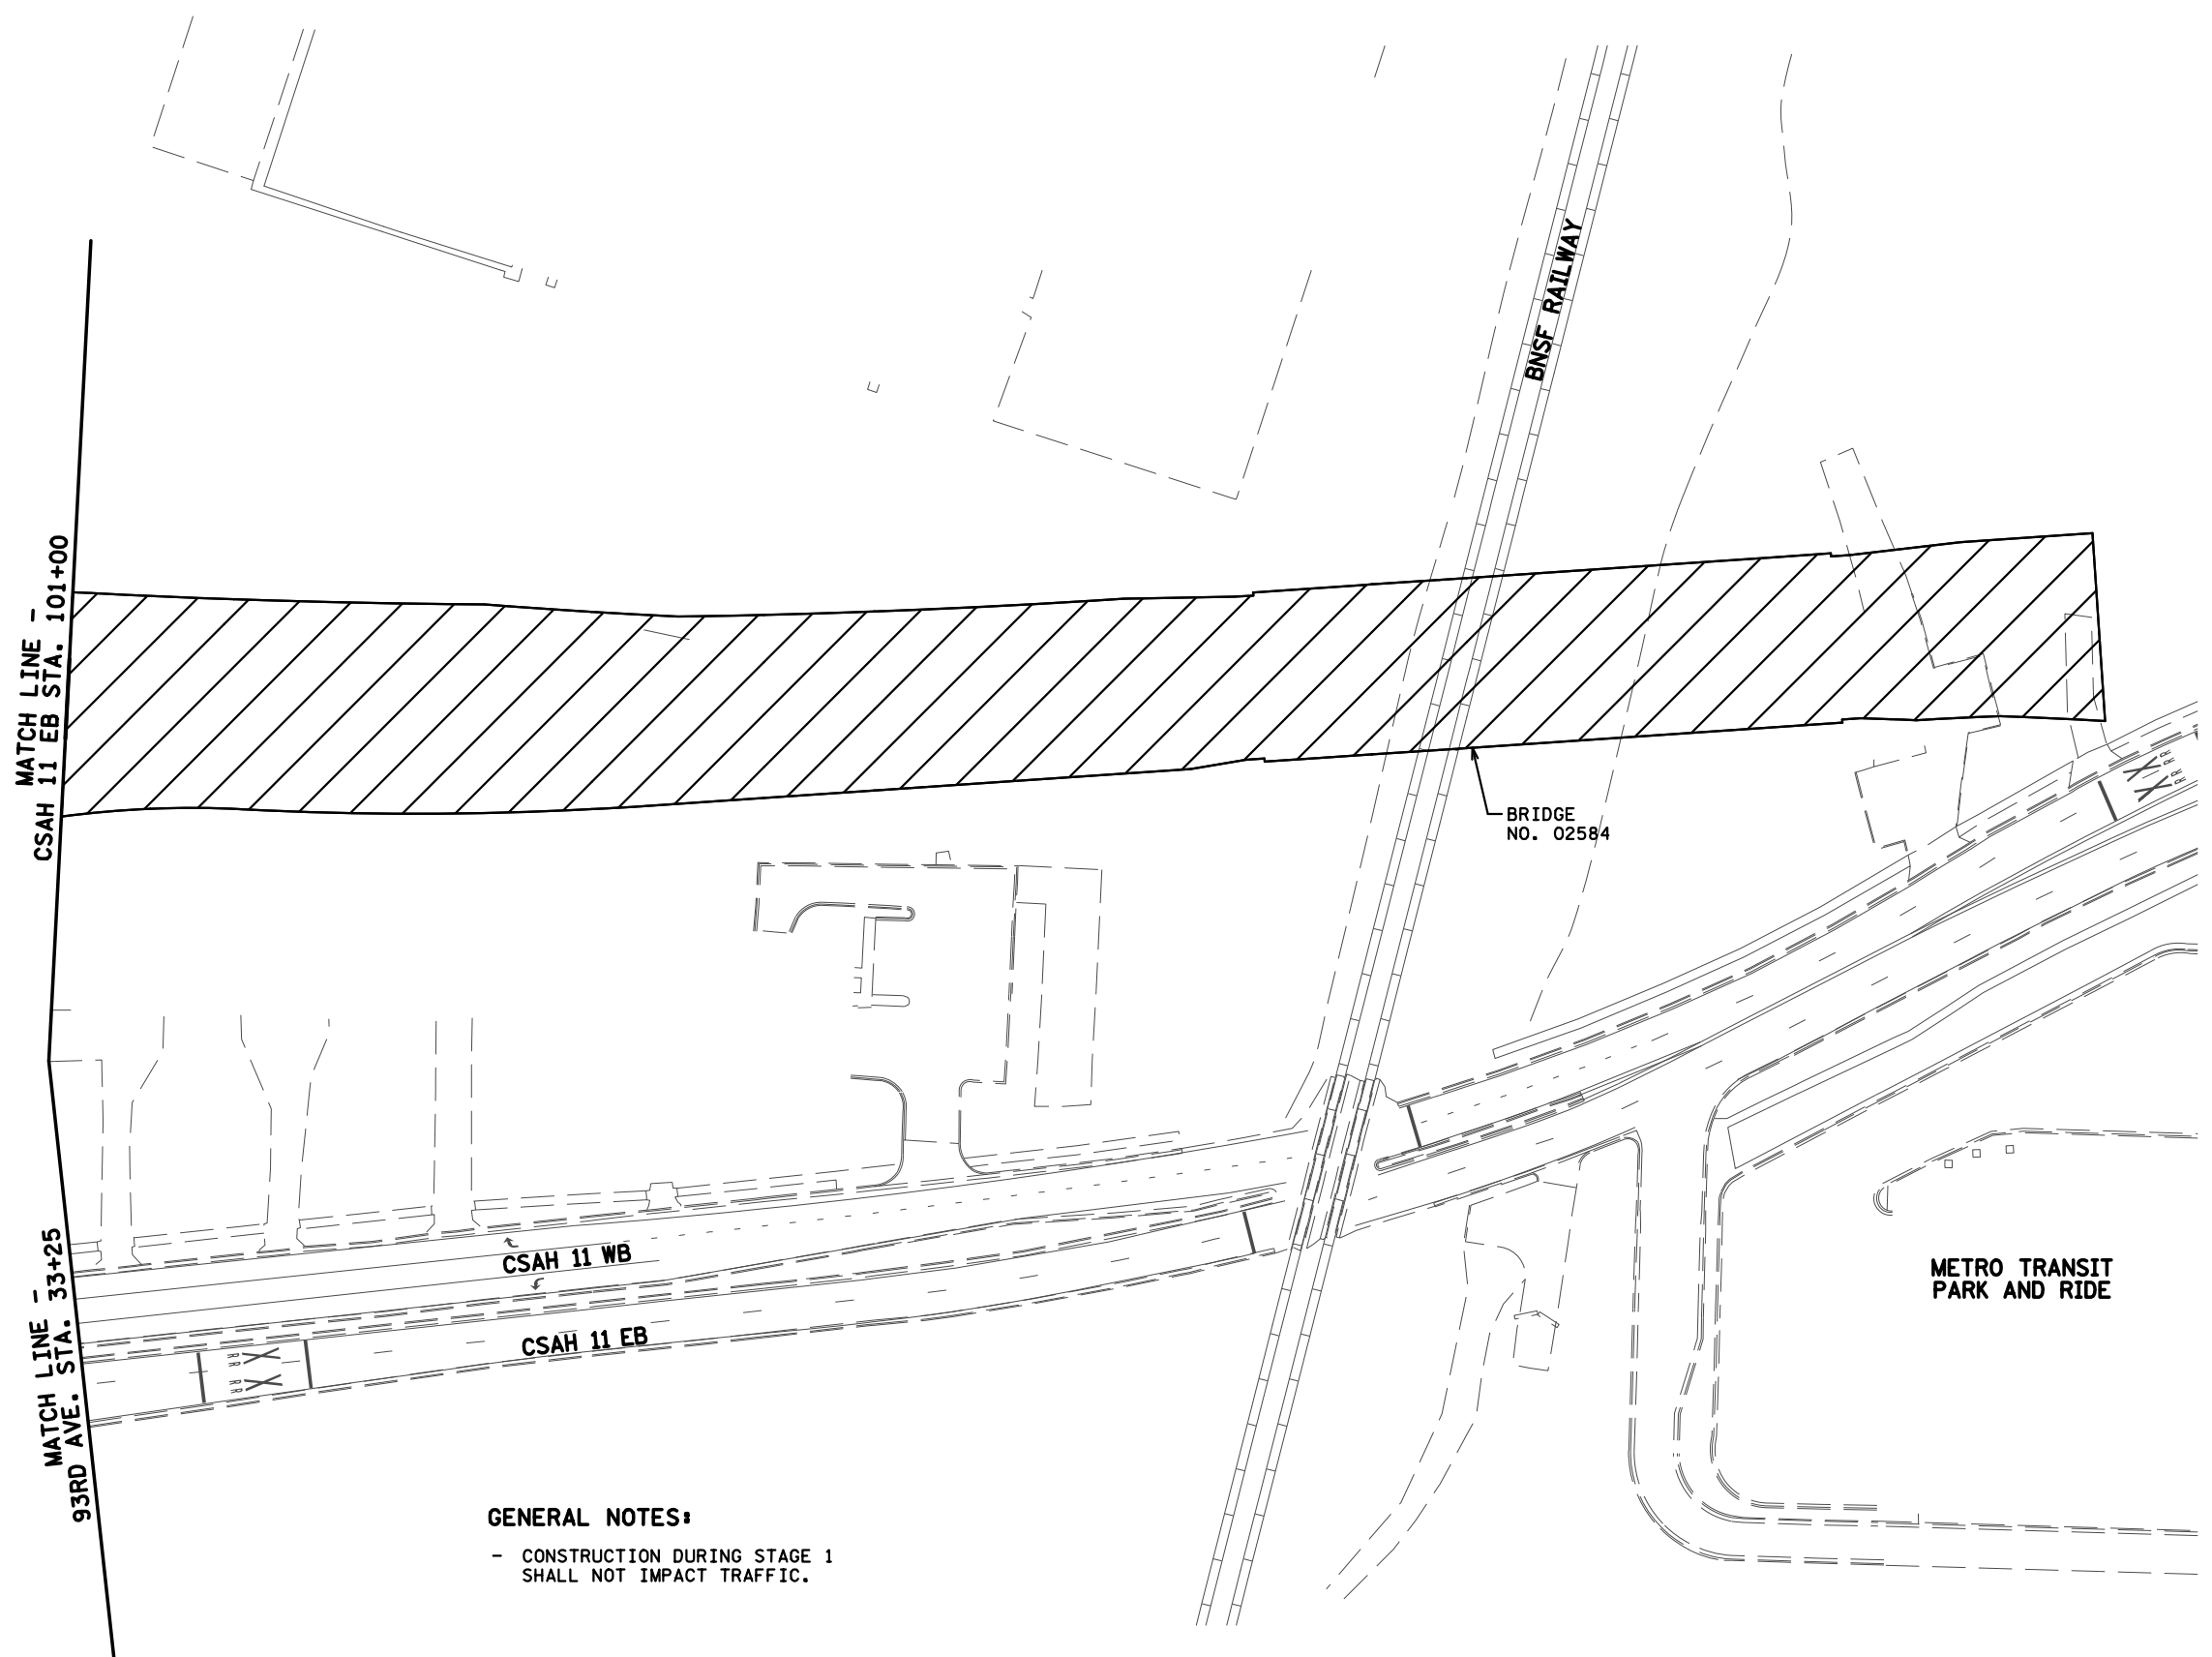 BNSF RAILWAY
MATCH LINE -
CSAH 11 EB STA. 101+00
BRIDGE
NO. 02584
MATCH LINE -
93RD AVE. STA. 33+25
CSAH 11 WB
CSAH 11 EB
R R
R R
R R
R R
METRO TRANSIT
PARK AND RIDE
GENERAL NOTES:
- CONSTRUCTION DURING STAGE 1
SHALL NOT IMPACT TRAFFIC.